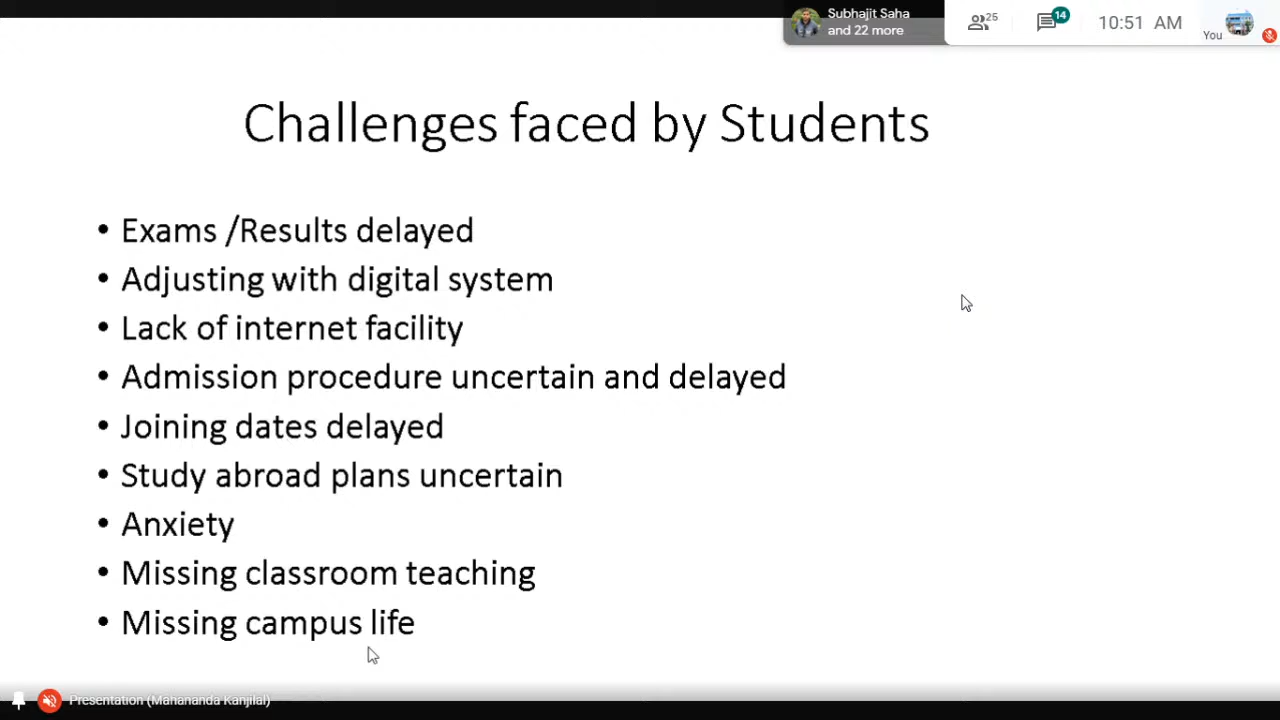 Subhajit Saha
and 22 more
25
14
10:51 AM
You
Challenges faced by Students
• Exams /Results delayed
• Adjusting with digital system
• Lack of internet facility
• Admission procedure uncertain and delayed
• Joining dates delayed
• Study abroad plans uncertain
• Anxiety
• Missing classroom teaching
• Missing campus life
Presentation (Mahananda Kanjilal)